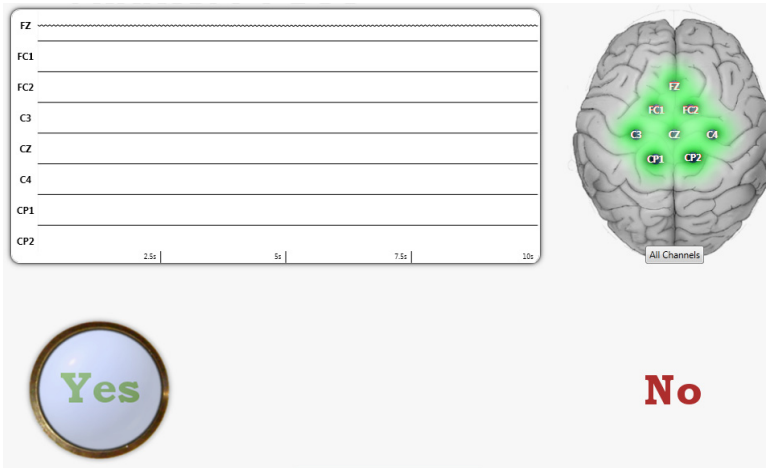 FZ
FC1
FC2
C3
CZ
C4
CP1
CP2
2.5s 5s 7.5s 10s
FZ
FC1 FC2
C3 CZ C4
CP1 CP2
All Channels
Yes No